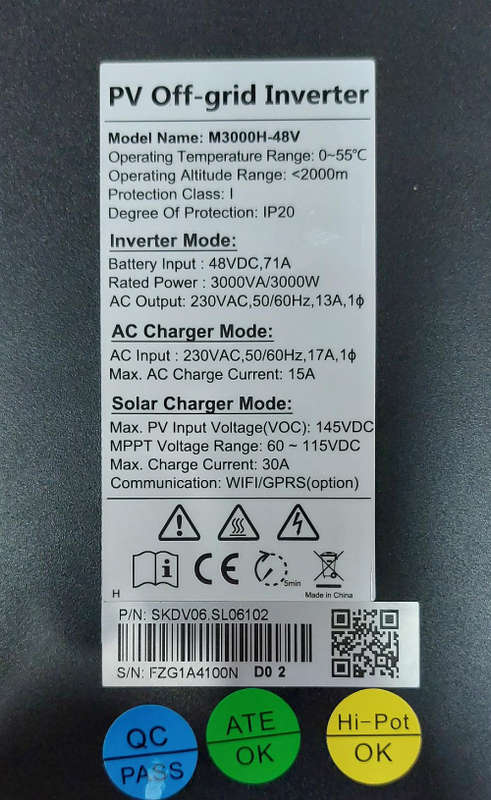 PV Off-grid Inverter
Model Name: M3000H-48V
Operating Temperature Range: 0~55℃
Operating Altitude Range: <2000m
Protection Class: I
Degree Of Protection: IP20
Inverter Mode:
Battery Input : 48VDC,71A
Rated Power : 3000VA/3000W
AC Output: 230VAC,50/60Hz,13A,1ϕ
AC Charger Mode:
AC Input : 230VAC,50/60Hz,17A,1ϕ
Max. AC Charge Current: 15A
Solar Charger Mode:
Max. PV Input Voltage(VOC): 145VDC
MPPT Voltage Range: 60 ~ 115VDC
Max. Charge Current: 30A
Communication: WIFI/GPRS(option)
i CE 5min
H Made in China
P/N: SKDV06.SL06102
S/N: FZG1A4100N D0 2
QC
PASS
ATE
OK
Hi-Pot
OK